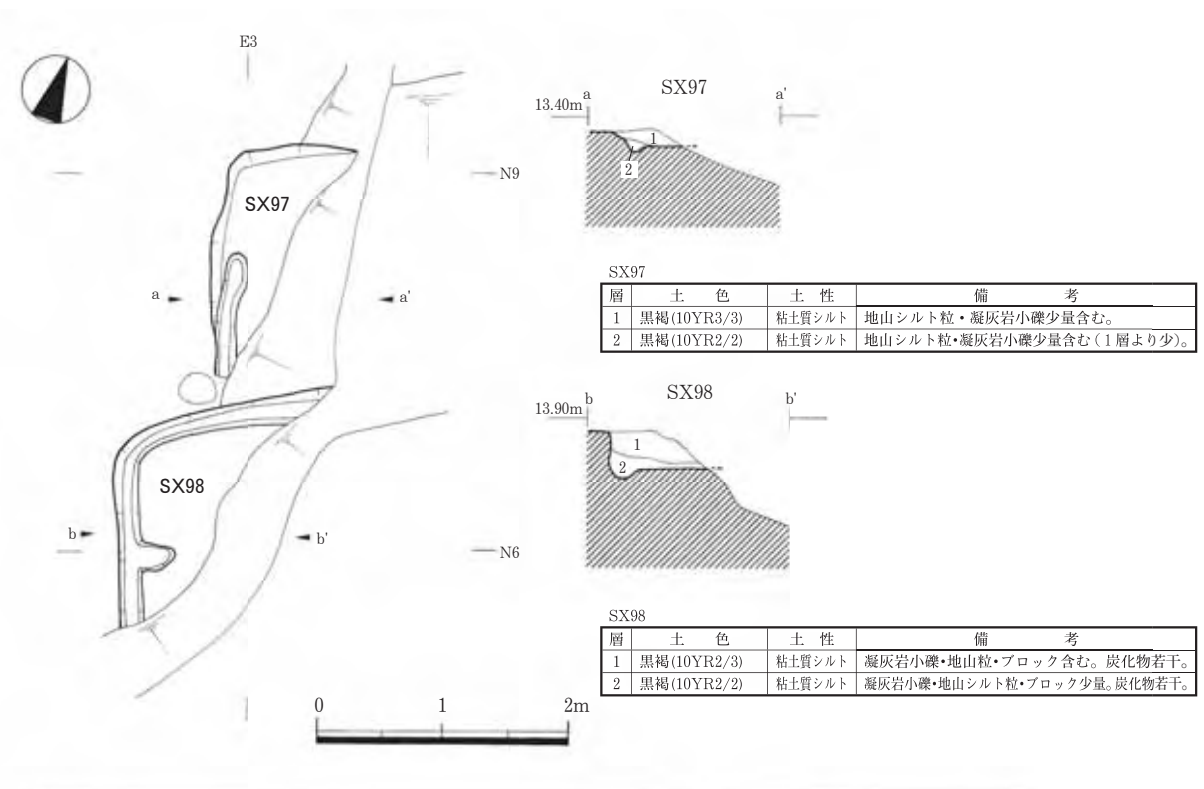 E3
N9
SX97
a
a'
SX98
b
b'
N6
0 1 2m
SX97
13.40m
a
a'
1
2
SX97
層 土 色 土 性 備 考
1 黒褐(10YR3/3) 粘土質シルト 地山シルト粒・凝灰岩小礫少量含む。
2 黒褐(10YR2/2) 粘土質シルト 地山シルト粒・凝灰岩小礫少量含む(1層より少)。
SX98
13.90m
b
b'
1
2
SX98
層 土 色 土 性 備 考
1 黒褐(10YR2/3) 粘土質シルト 凝灰岩小礫・地山粒・ブロック含む。炭化物若干。
2 黒褐(10YR2/2) 粘土質シルト 凝灰岩小礫・地山シルト粒・ブロック少量。炭化物若干。